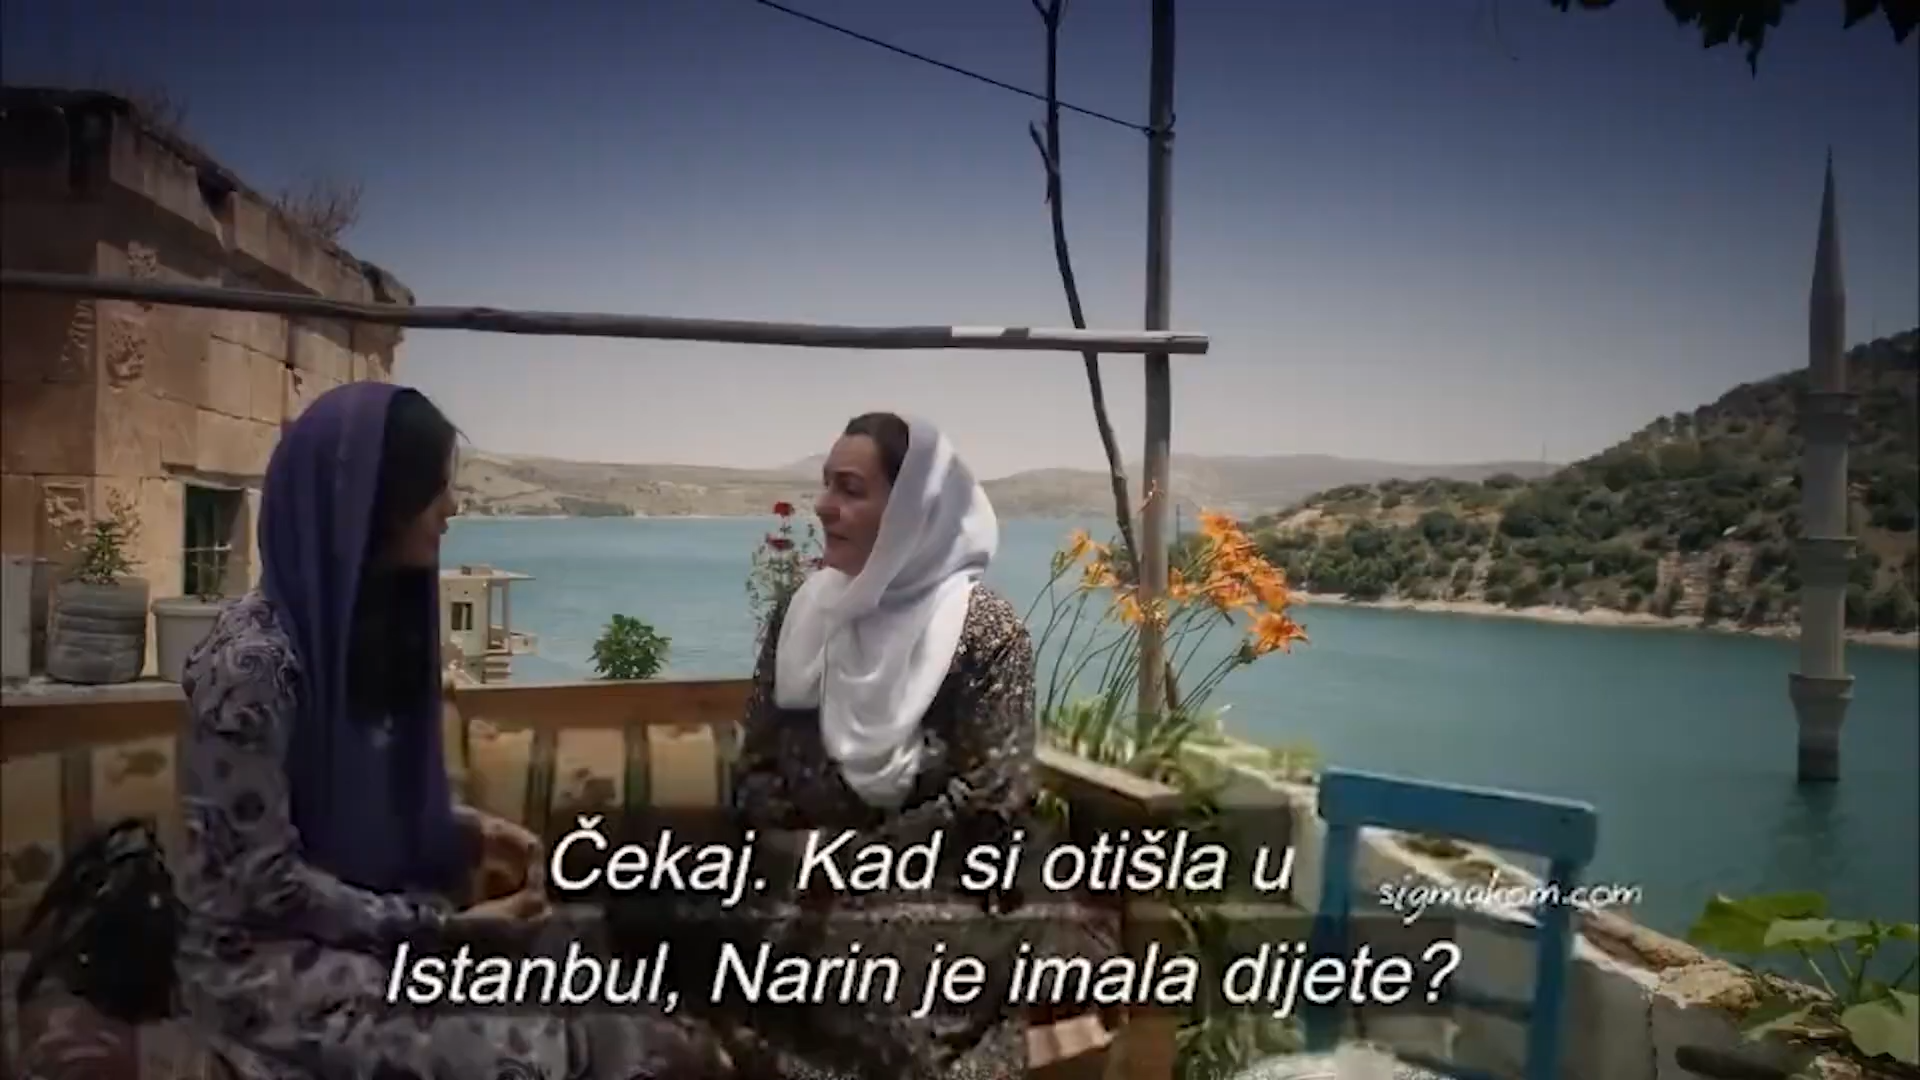 Čekaj. Kad si otišla u
sigmakom.com
Istanbul, Narin je imala dijete?